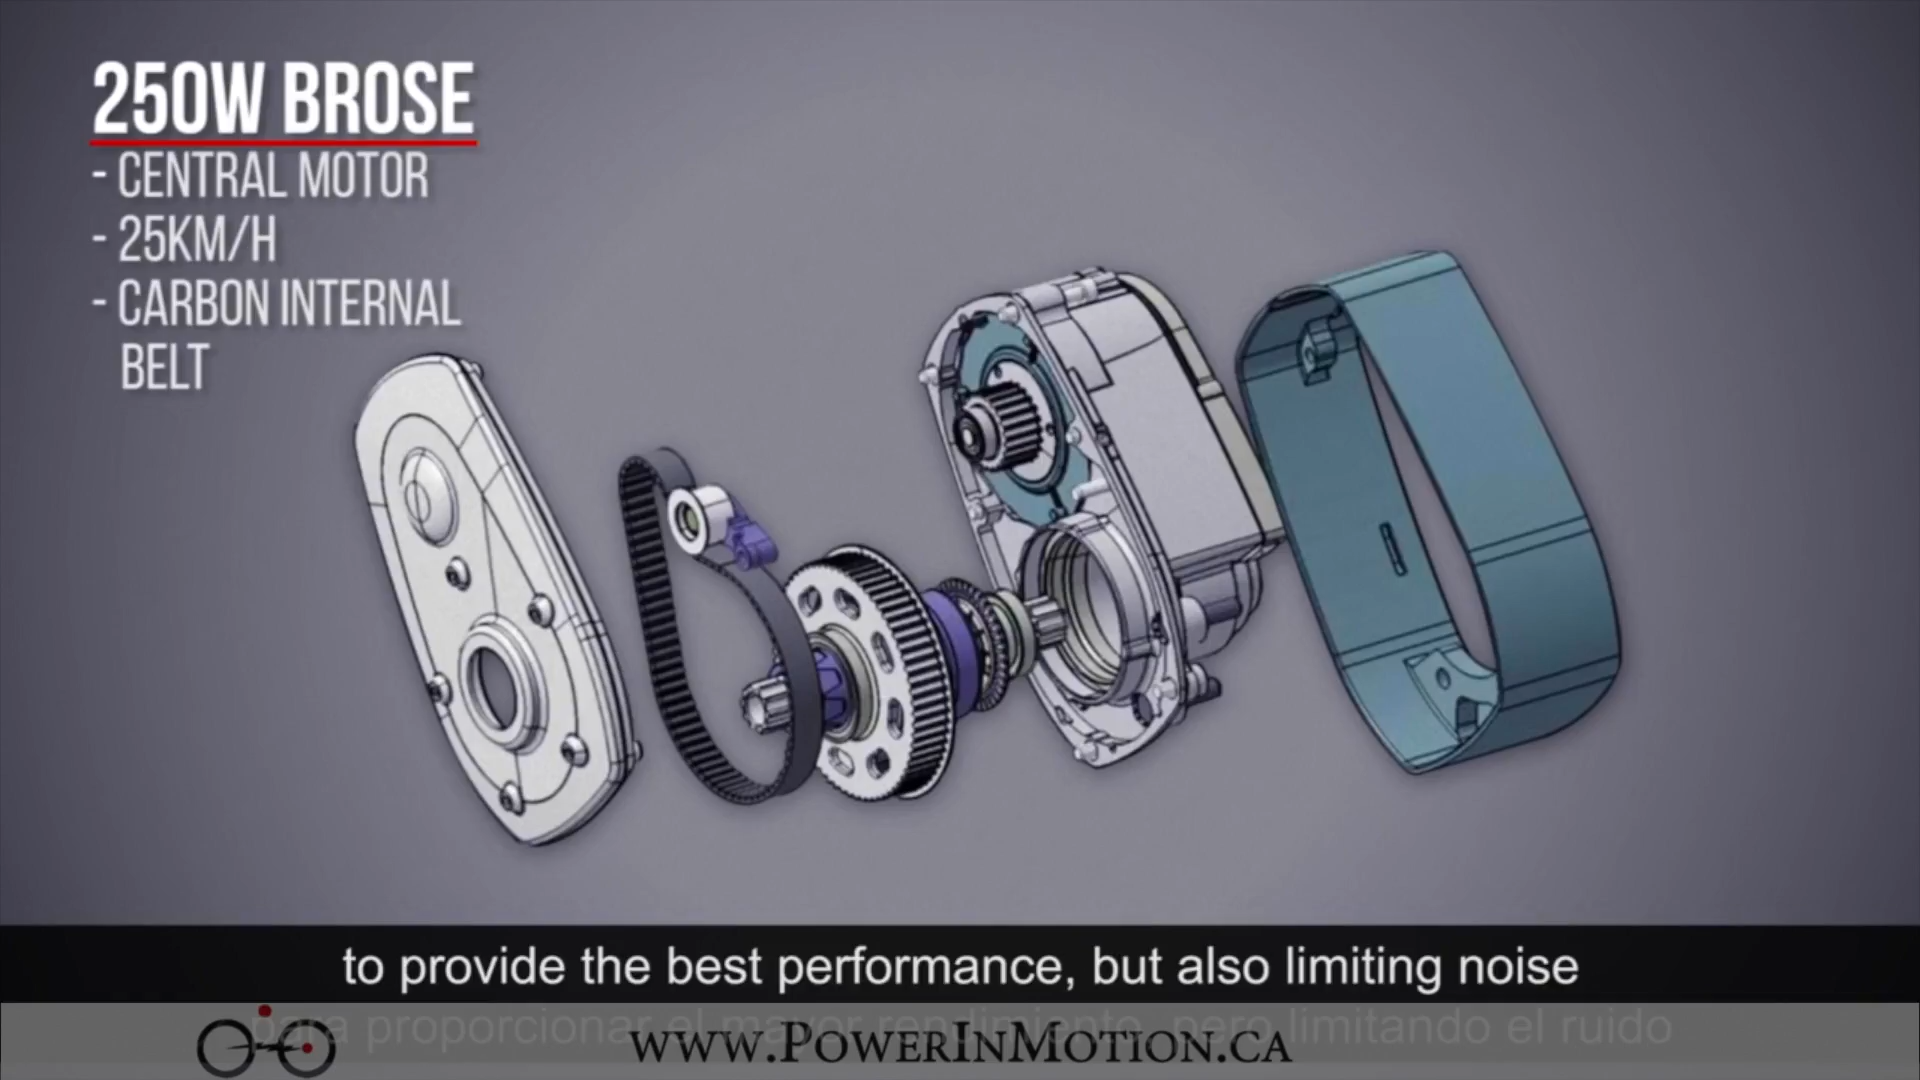 250W BROSE
- CENTRAL MOTOR
- 25KM/H
- CARBON INTERNAL
BELT
to provide the best performance, but also limiting noise
para proporcionar el mayor rendimiento, pero limitando el ruido
www.PowerInMotion.ca